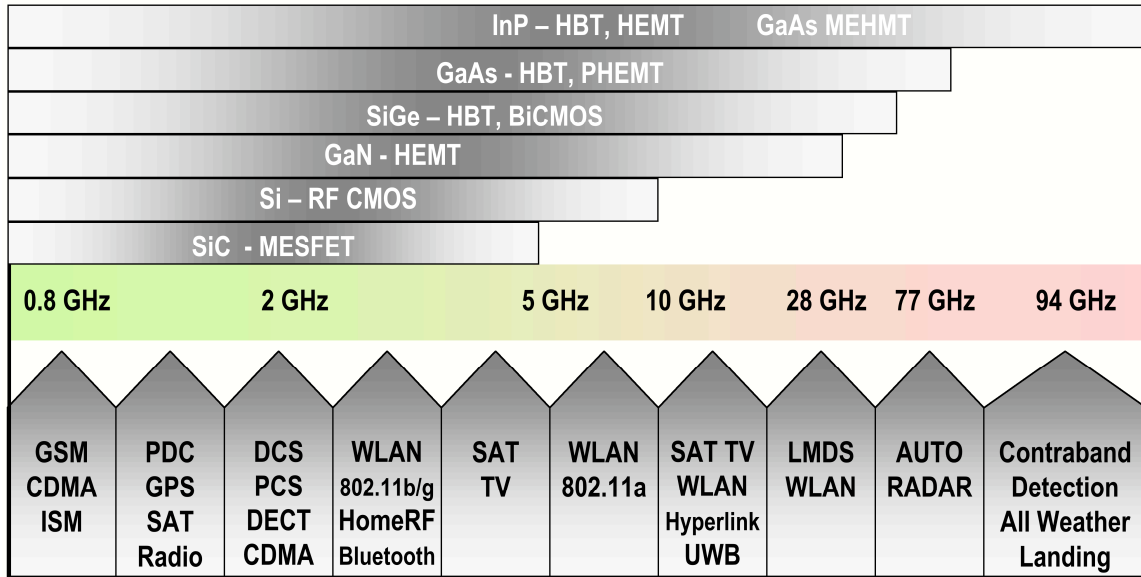 InP – HBT, HEMT GaAs MEHMT
GaAs - HBT, PHEMT
SiGe – HBT, BiCMOS
GaN - HEMT
Si – RF CMOS
SiC - MESFET
0.8 GHz 2 GHz 5 GHz 10 GHz 28 GHz 77 GHz 94 GHz
GSM
CDMA
ISM
PDC
GPS
SAT
Radio
DCS
PCS
DECT
CDMA
WLAN
802.11b/g
HomeRF
Bluetooth
SAT
TV
WLAN
802.11a
SAT TV
WLAN
Hyperlink
UWB
LMDS
WLAN
AUTO
RADAR
Contraband
Detection
All Weather
Landing